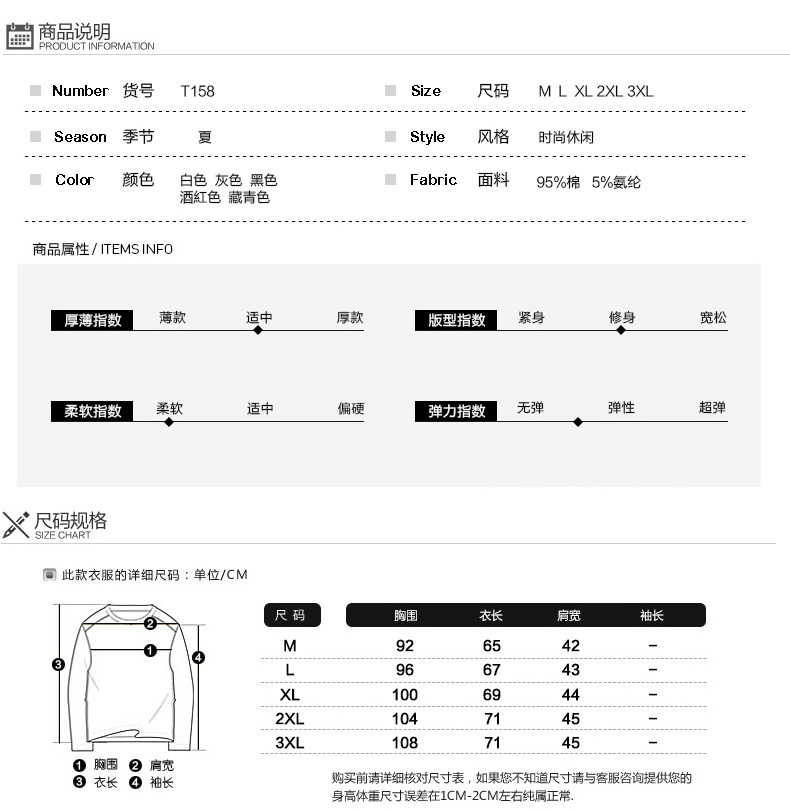 商品说明
PRODUCT INFORMATION
Number 货号 T158 Size 尺码 M L XL 2XL 3XL
Season 季节 夏 Style 风格 时尚休闲
Color 颜色 白色 灰色 黑色 Fabric 面料 95%棉 5%氨纶
酒紅色 藏青色
商品属性 / ITEMS INFO
厚薄指数 薄款 适中 厚款 版型指数 紧身 修身 宽松
柔软指数 柔软 适中 偏硬 弹力指数 无弹 弹性 超弹
尺码规格
SIZE CHART
此款衣服的详细尺码：单位/CM
尺 码 胸围 衣长 肩宽 袖长
M 92 65 42 –
L 96 67 43 –
XL 100 69 44 –
2XL 104 71 45 –
3XL 108 71 45 –
2
1
3
4
1 胸围 2 肩宽
3 衣长 4 袖长
购买前请详细核对尺寸表，如果您不知道尺寸请与客服咨询提供您的
身高体重尺寸误差在1CM-2CM左右纯属正常.